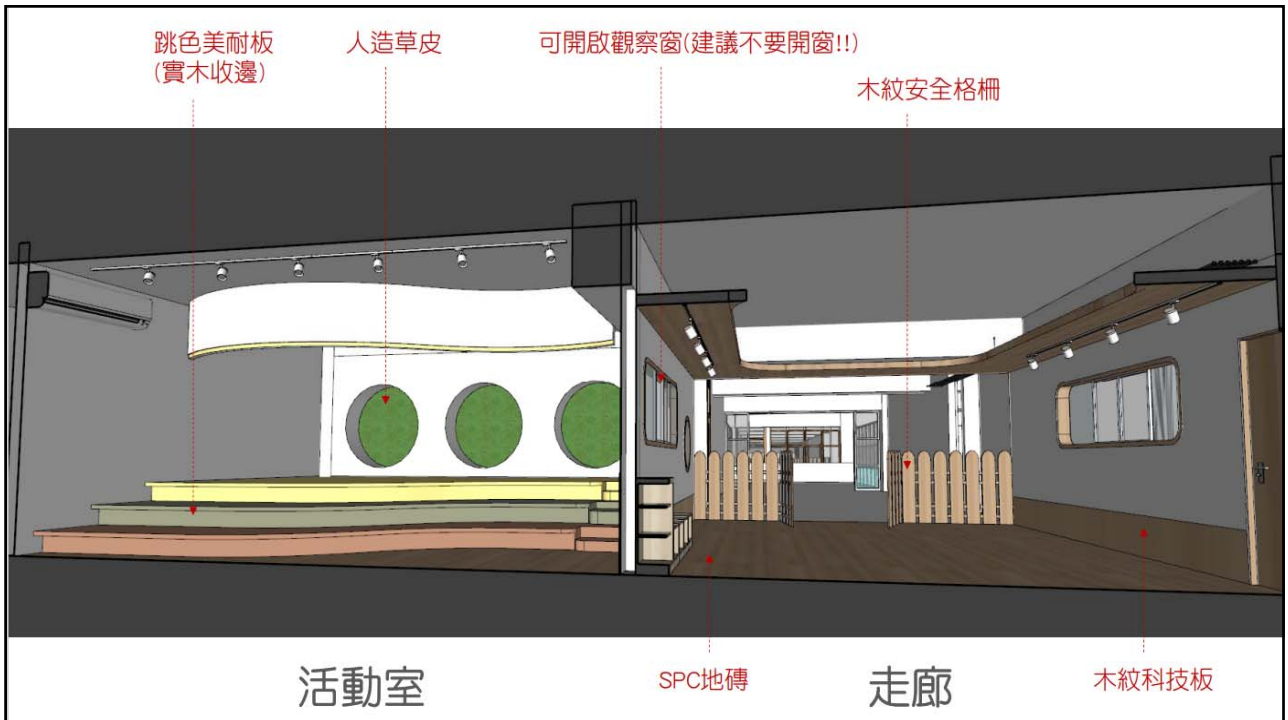 跳色美耐板
(實木收邊)
人造草皮
可開啟觀察窗(建議不要開窗!!)
木紋安全格柵
活動室
SPC地磚
走廊
木紋科技板